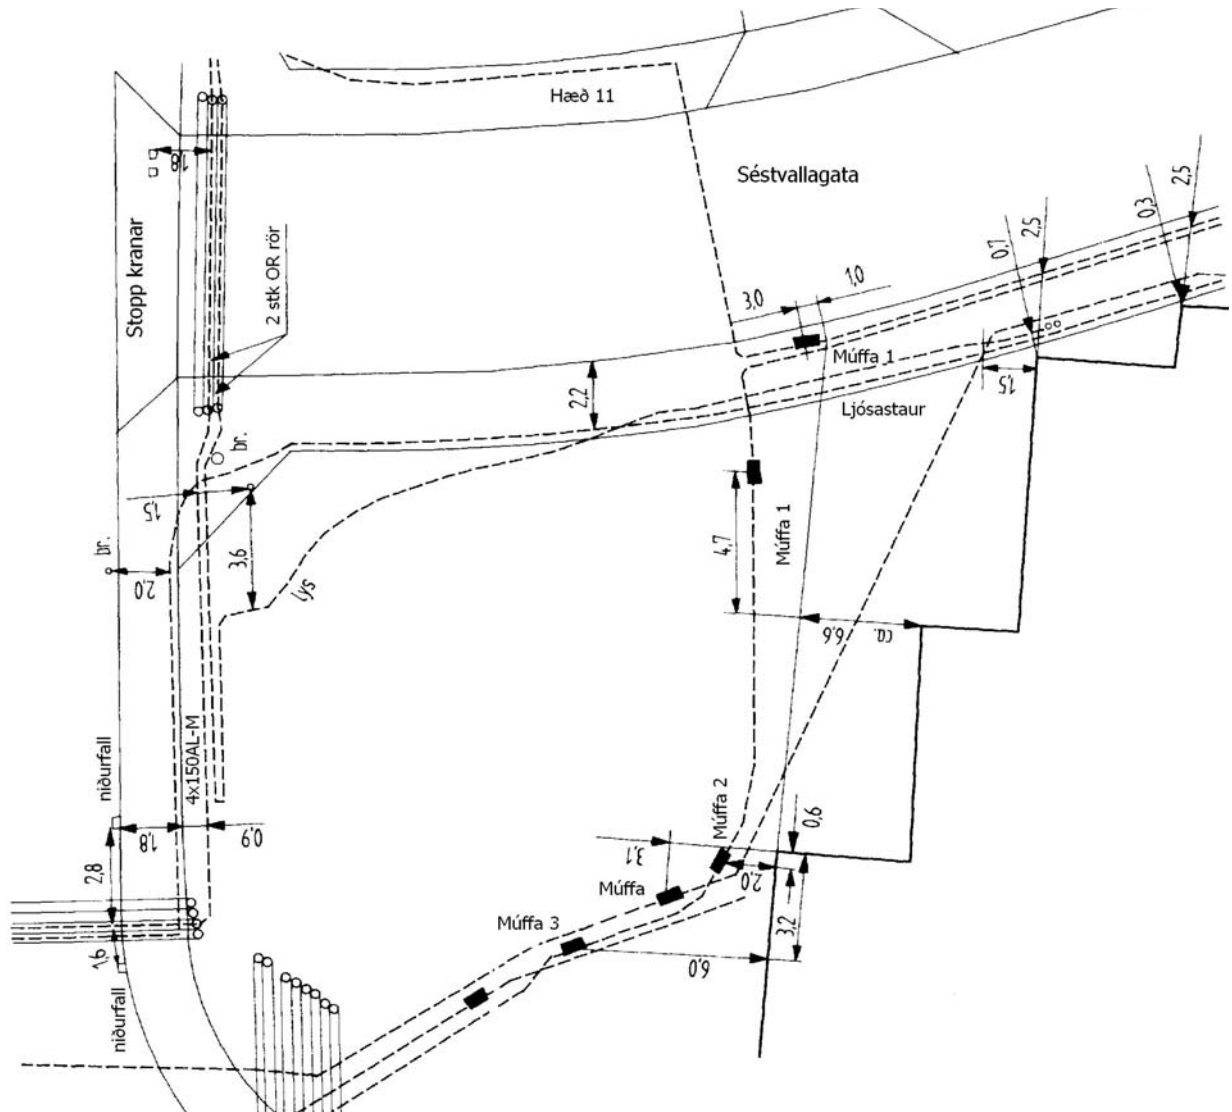 Hæð 11
Séstvallagata
1,8
Stopp kranar
2 stk OR rör
0,3
2,5
0,7
2,5
3,0
1,0
Múffa 1
1,5
Ljósastaur
2,2
br.
1,5
br.
2,0
3,6
lýs
4,7
Múffa 1
ca. 6,6
niðurfall
4x150AL-M
1,8
0,9
2,8
Múffa 2
0,6
3,1
2,0
Múffa
3,2
Múffa 3
6,0
1,6
niðurfall